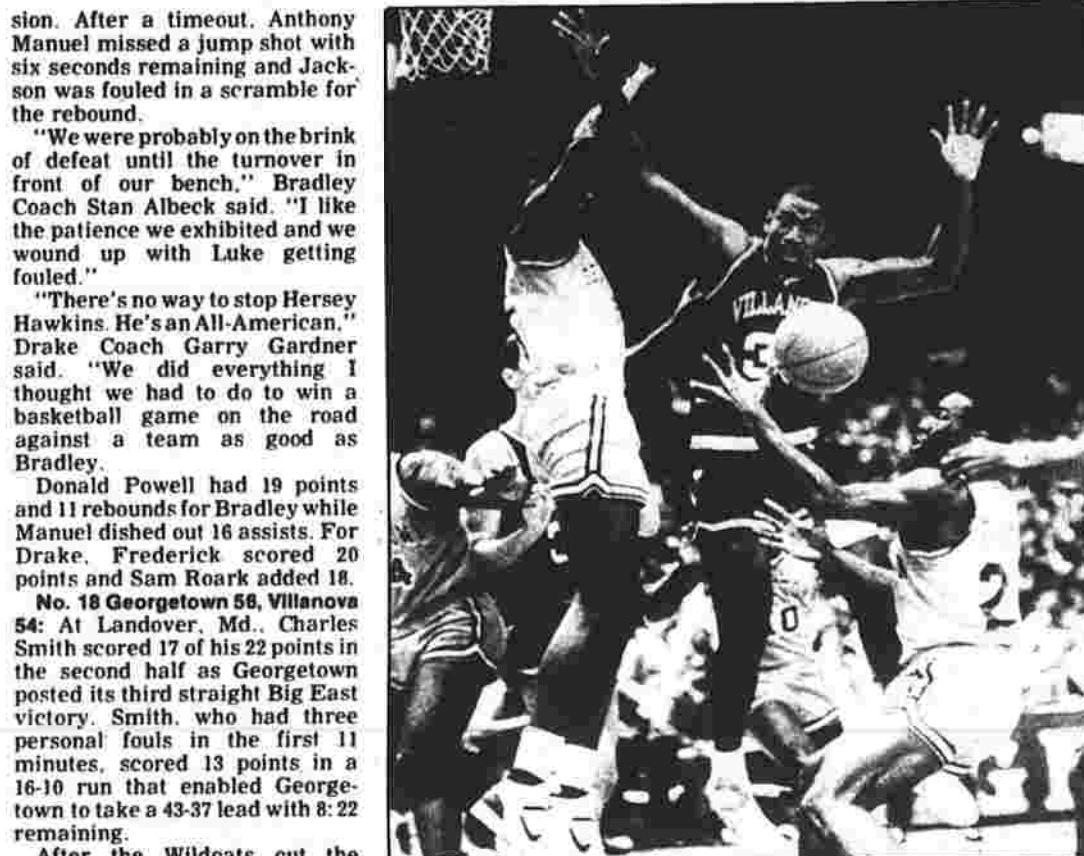 sion. After a timeout, Anthony
Manuel missed a jump shot with
six seconds remaining and Jack-
son was fouled in a scramble for
the rebound.
"We were probably on the brink
of defeat until the turnover in
front of our bench," Bradley
Coach Stan Albeck said. "I like
the patience we exhibited and we
wound up with Luke getting
fouled."
"There's no way to stop Hersey
Hawkins. He's an All-American,"
Drake Coach Garry Gardner
said. "We did everything I
thought we had to do to win a
basketball game on the road
against a team as good as
Bradley.
Donald Powell had 19 points
and 11 rebounds for Bradley while
Manuel dished out 16 assists. For
Drake, Frederick scored 20
points and Sam Roark added 18.
No. 18 Georgetown 56, Villanova
54: At Landover, Md., Charles
Smith scored 17 of his 22 points in
the second half as Georgetown
posted its third straight Big East
victory. Smith, who had three
personal fouls in the first 11
minutes, scored 13 points in a
16-10 run that enabled George-
town to take a 43-37 lead with 8:22
remaining.
After the Wildcats cut the
VILLAN
3
2
0